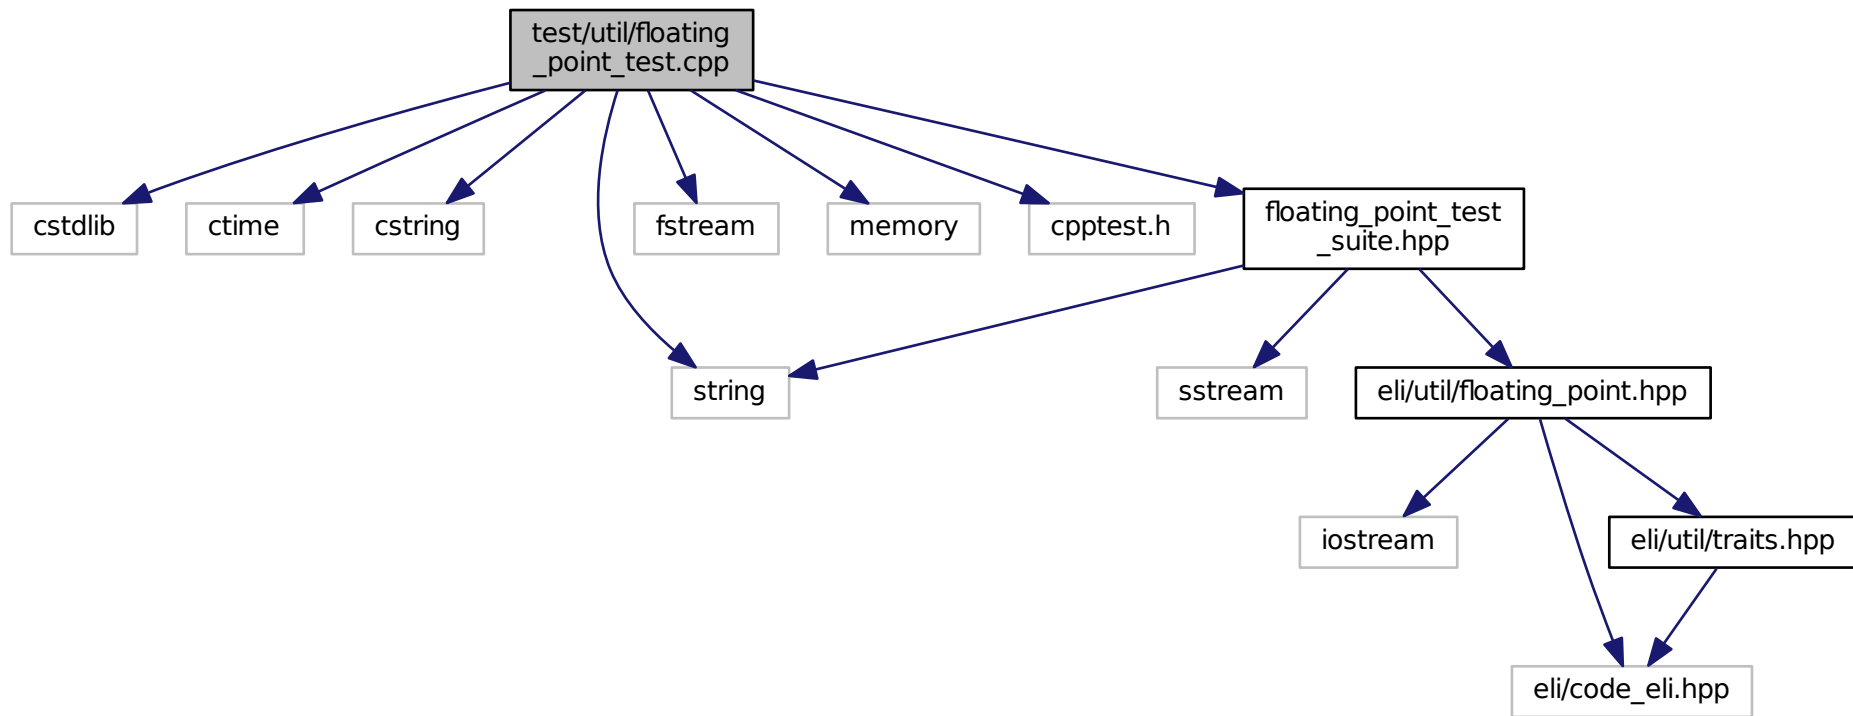 test/util/floating
_point_test.cpp
cstdlib
ctime
cstring
fstream
memory
cpptest.h
floating_point_test
_suite.hpp
string
sstream
eli/util/floating_point.hpp
iostream
eli/util/traits.hpp
eli/code_eli.hpp